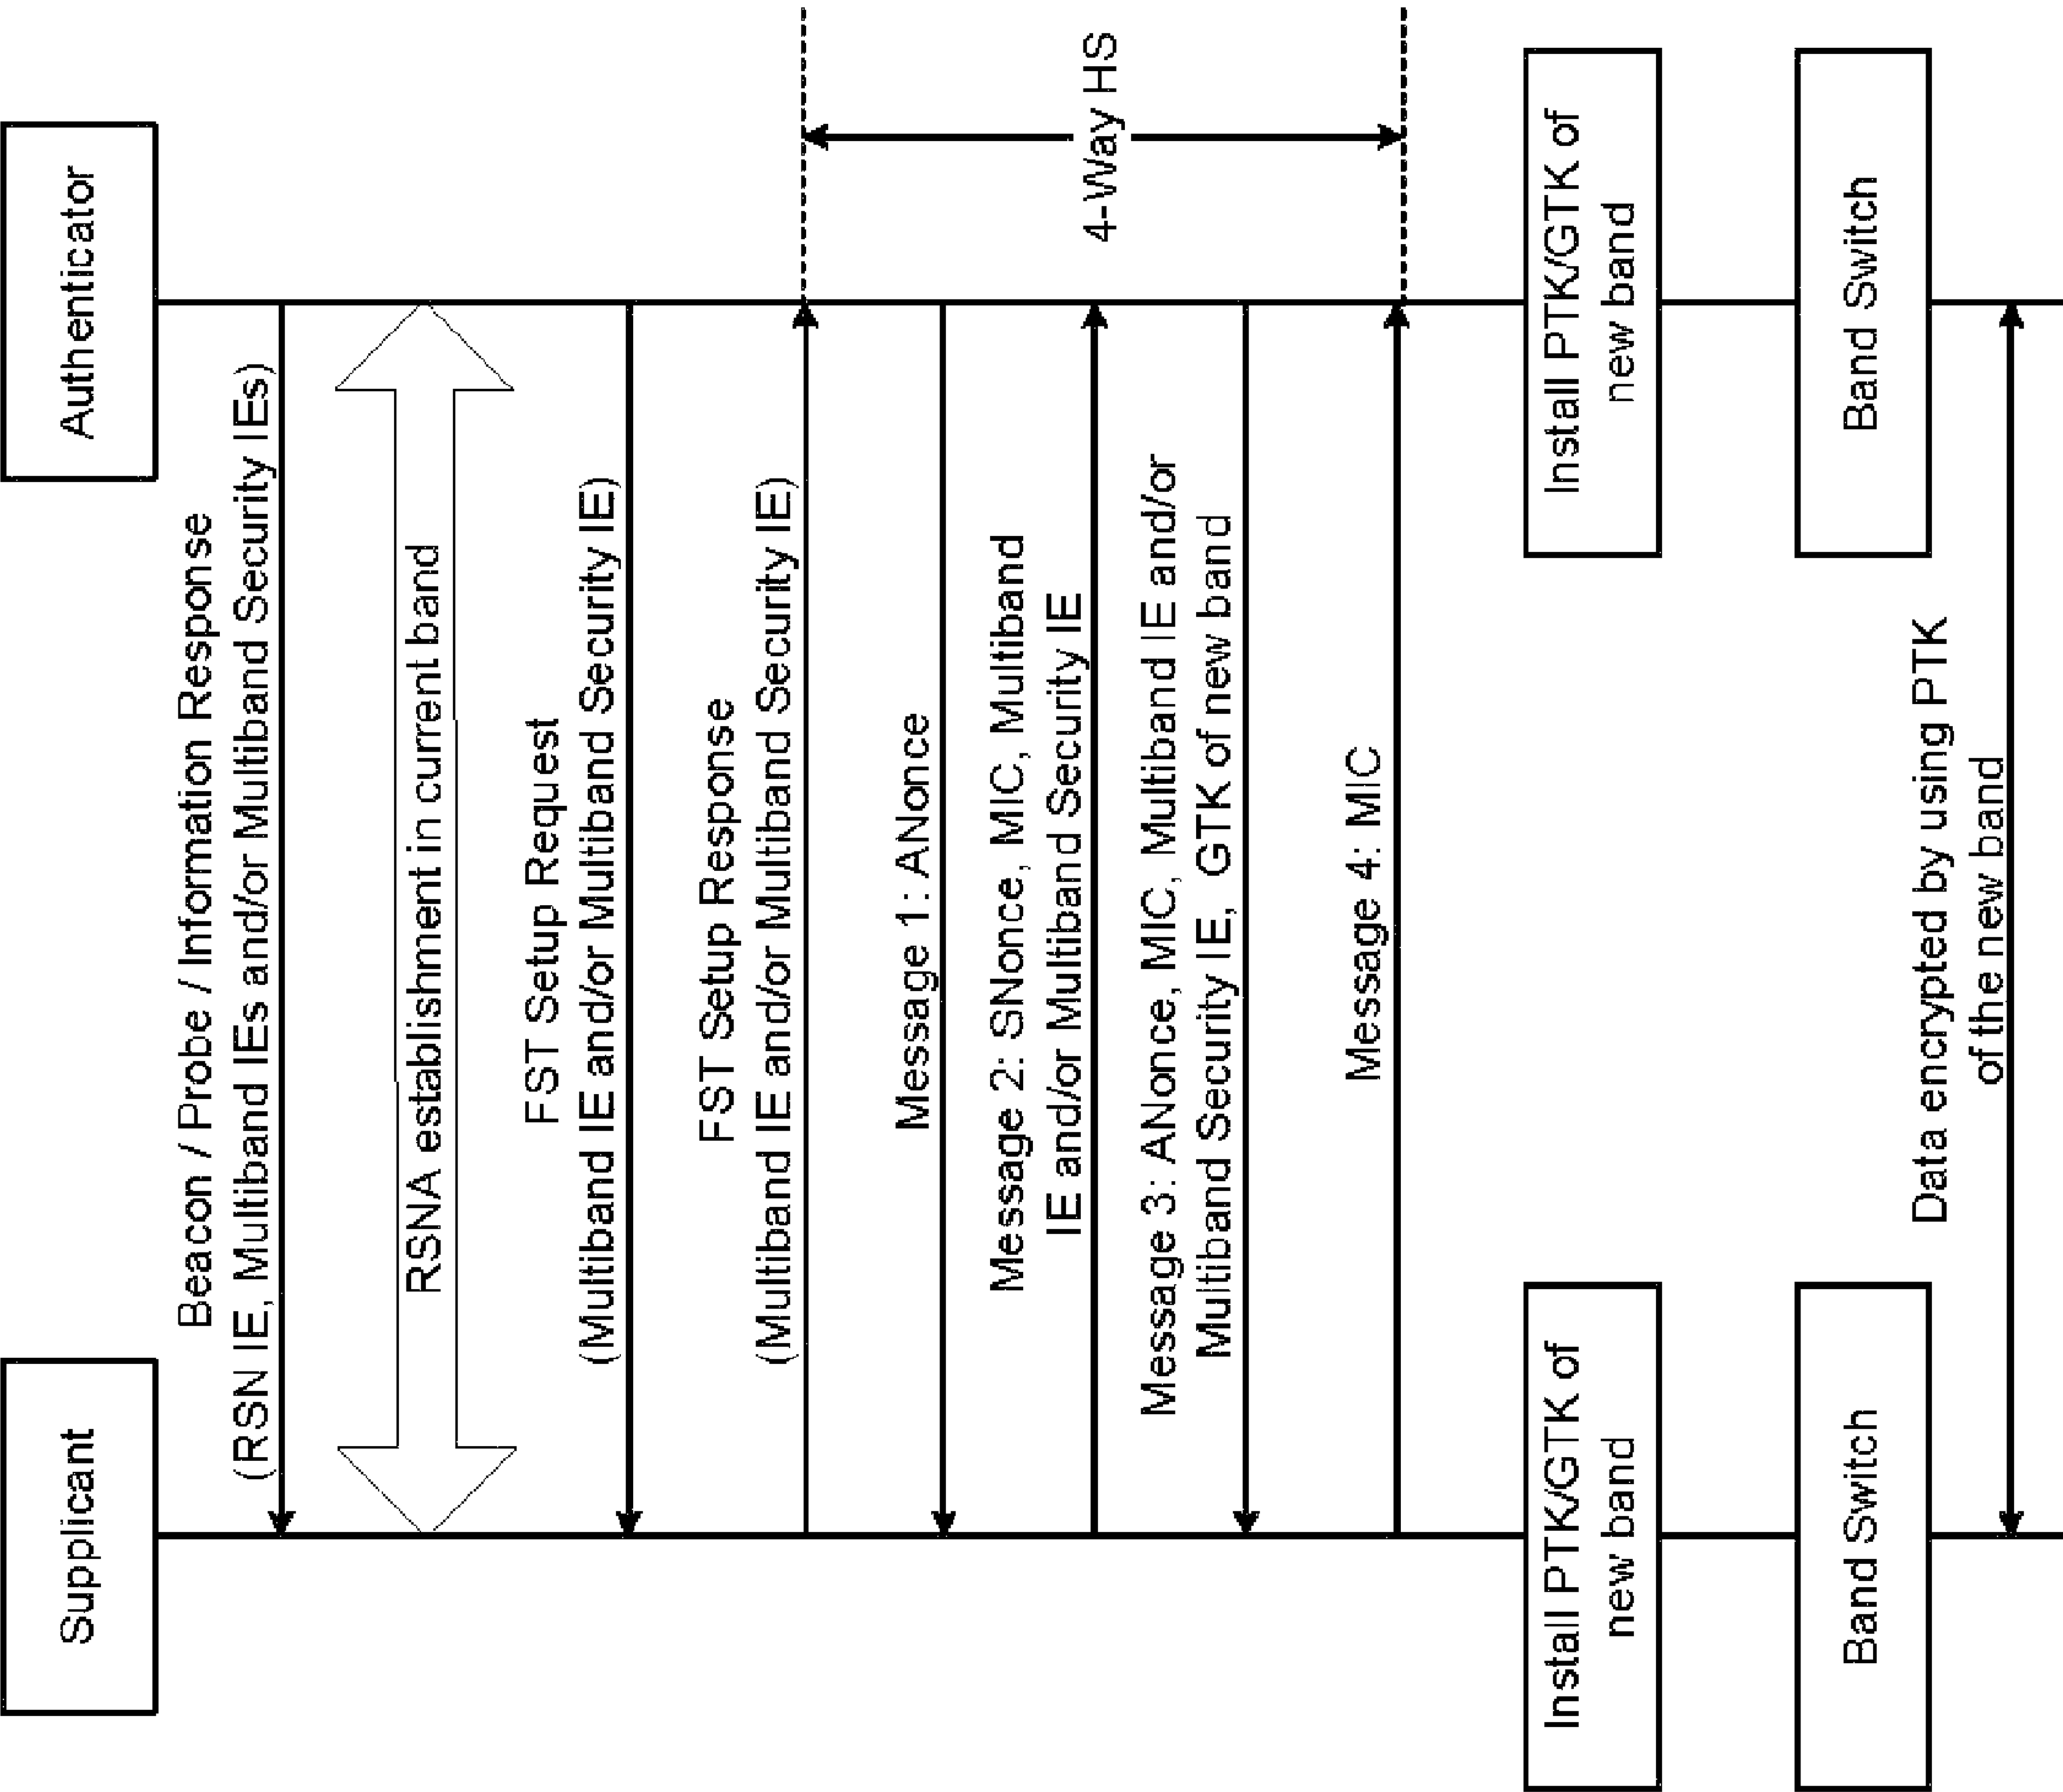 Supplicant
Authenticator
Beacon / Probe / Information Response
(RSN IE, Multiband IEs and/or Multiband Security IEs)
RSNA establishment in current band
FST Setup Request
(Multiband IE and/or Multiband Security IE)
FST Setup Response
(Multiband IE and/or Multiband Security IE)
Message 1: ANonce
Message 2: SNonce, MIC, Multiband
IE and/or Multiband Security IE
Message 3: ANonce, MIC, Multiband IE and/or
Multiband Security IE, GTK of new band
Message 4: MIC
4-Way HS
Install PTK/GTK of
new band
Install PTK/GTK of
new band
Band Switch
Band Switch
Data encrypted by using PTK
of the new band